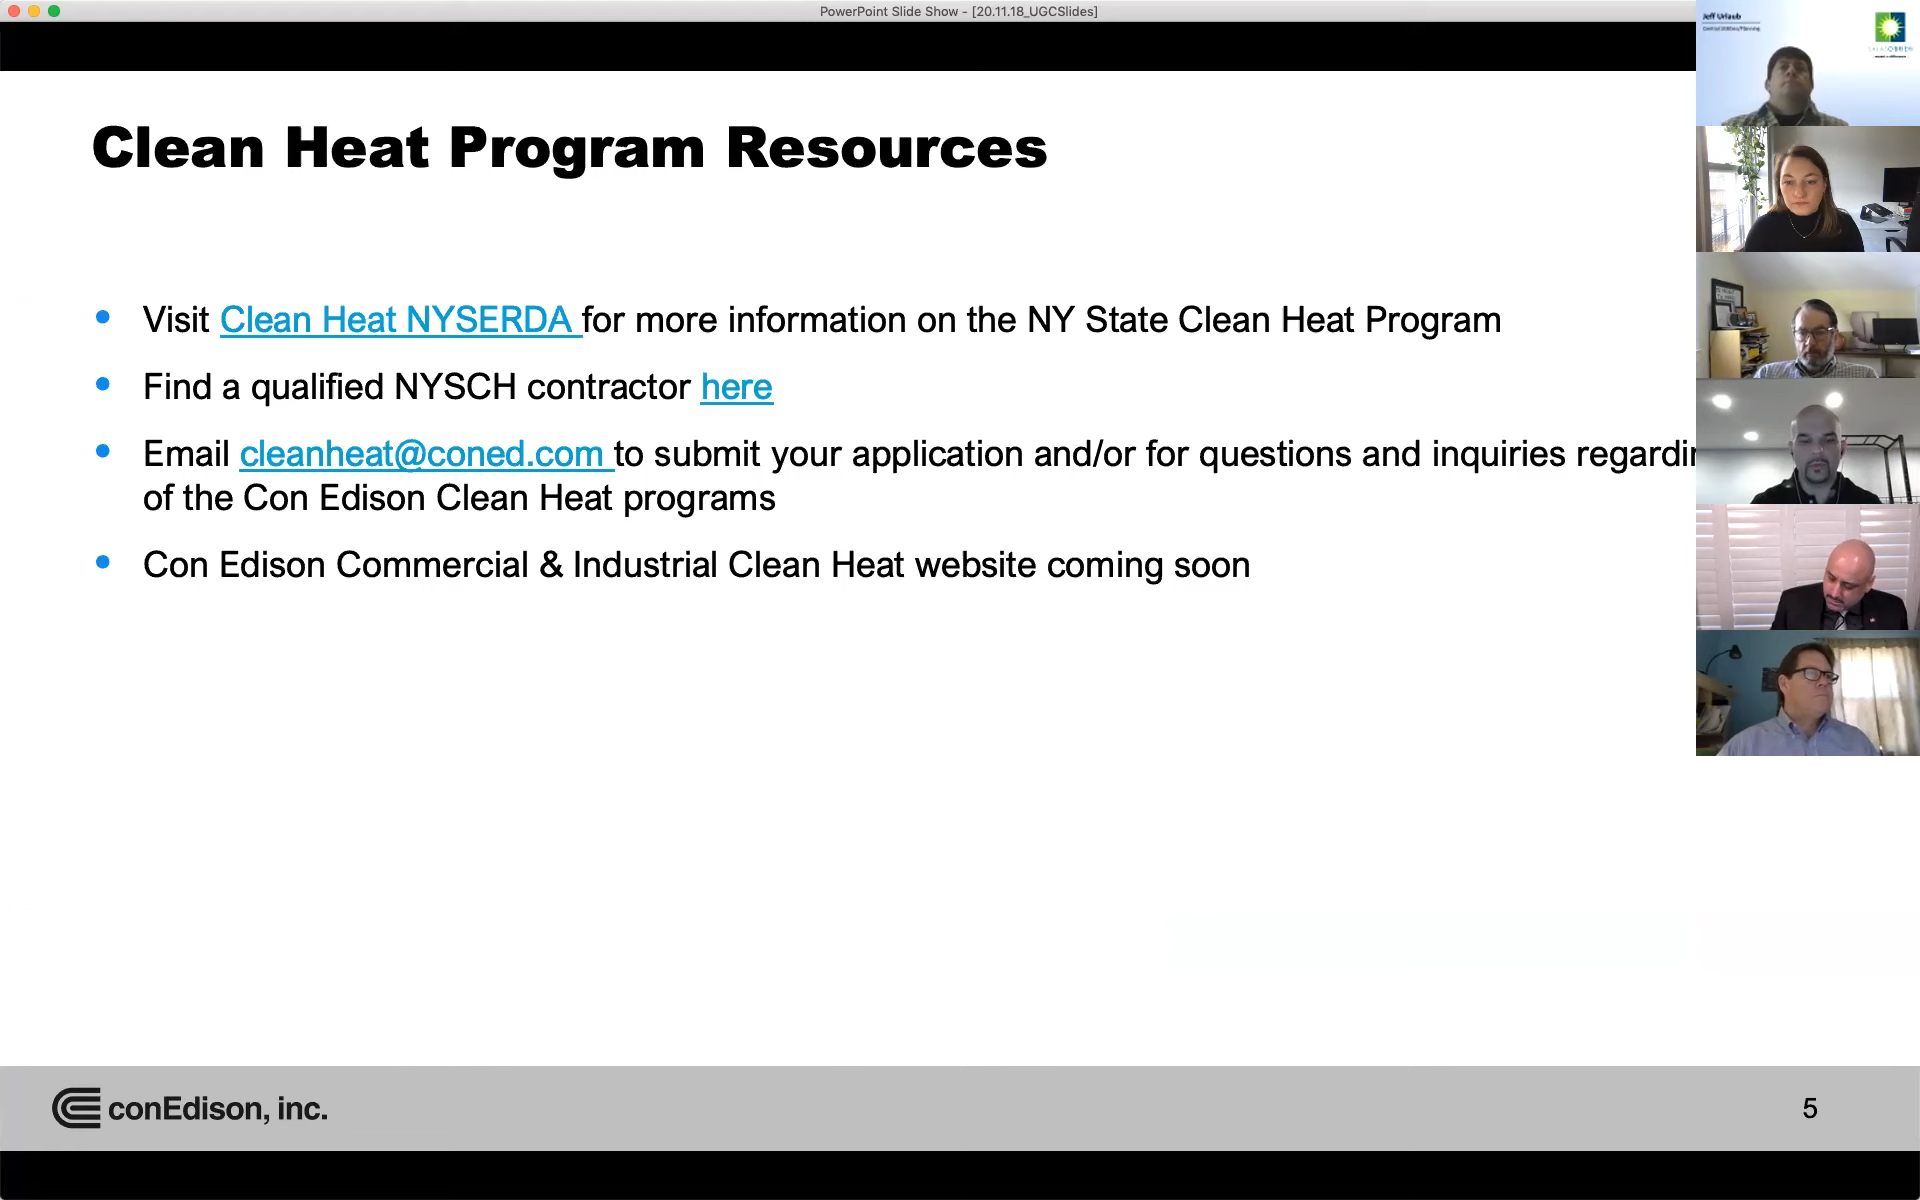 PowerPoint Slide Show - [20.11.18_UGCSlides]
Jeff Urlaub
Clean Heat Program Resources
• Visit Clean Heat NYSERDA for more information on the NY State Clean Heat Program
• Find a qualified NYSCH contractor here
• Email cleanheat@coned.com to submit your application and/or for questions and inquiries regardin
of the Con Edison Clean Heat programs
• Con Edison Commercial & Industrial Clean Heat website coming soon
conEdison, inc.
5